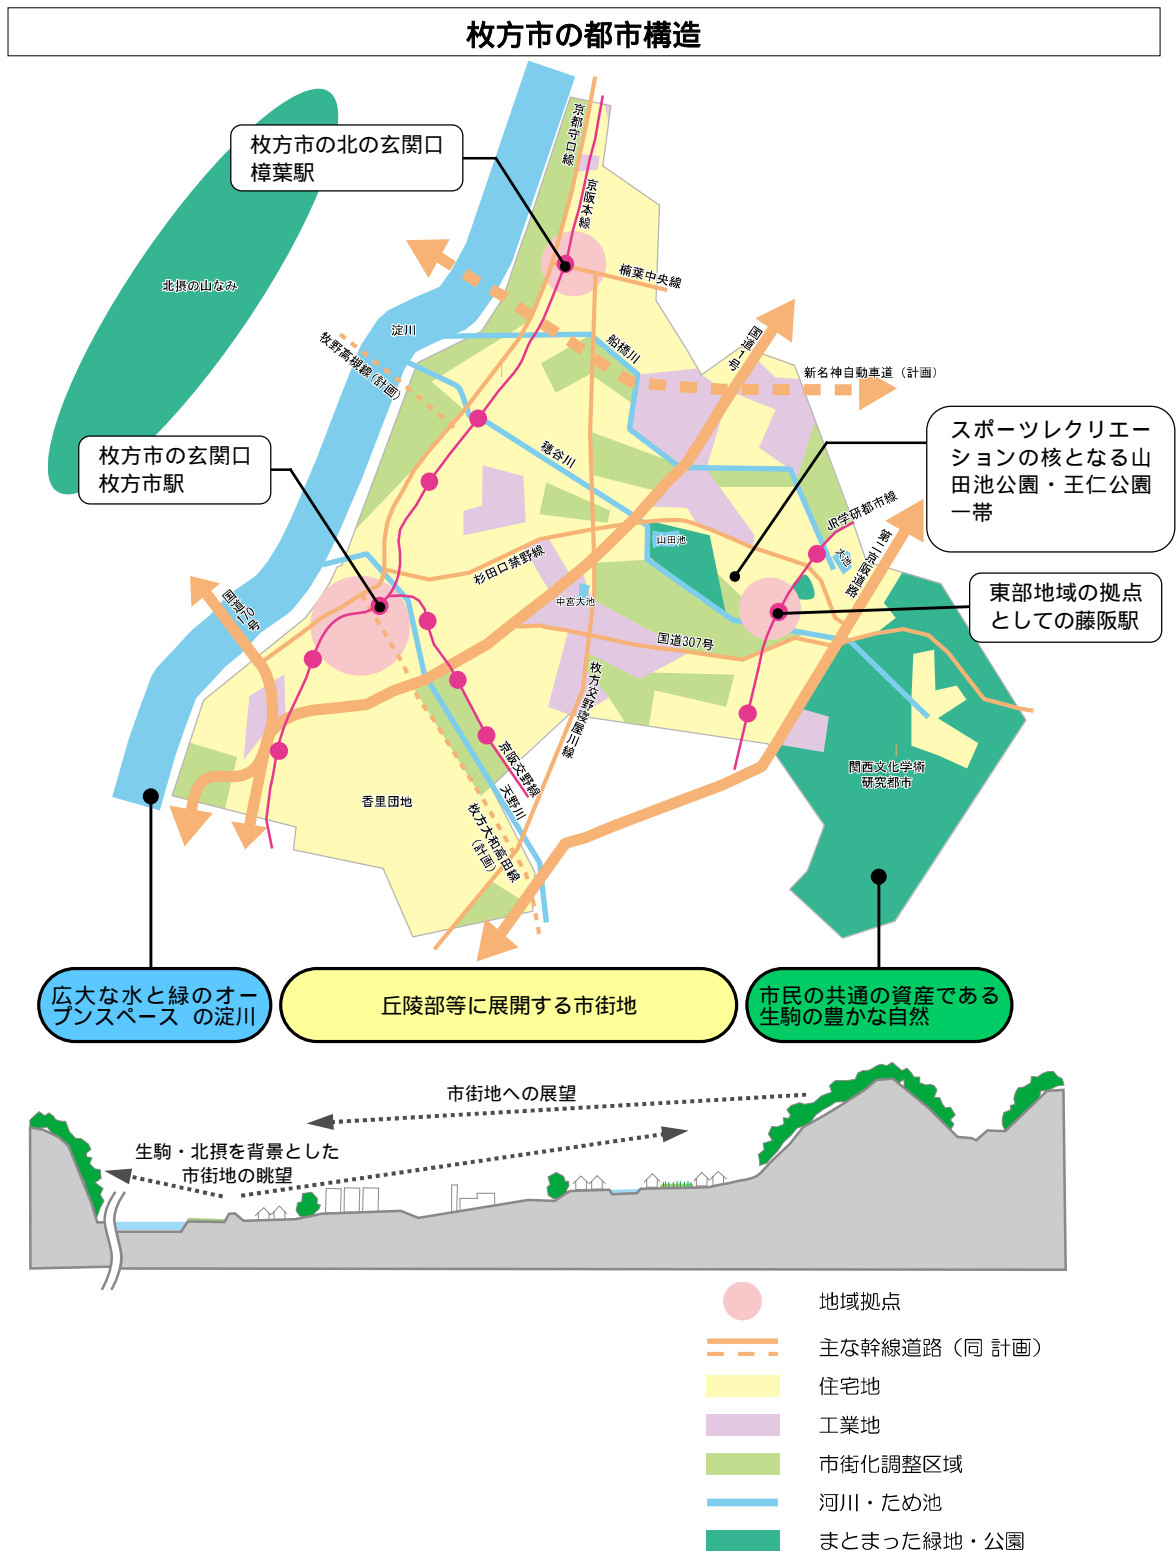 枚方市の都市構造
京都守口線
枚方市の北の玄関口
樟葉駅
京阪本線
楠葉中央線
北摂の山なみ
淀川
枚野高槻線(計画)
船橋川
国道1号
新名神自動車道（計画）
枚方市の玄関口
枚方市駅
穂谷川
スポーツレクリエー
ションの核となる山
田池公園・王仁公園
一帯
JR学研都市線
第二京阪道路
山田池
大池
杉田口禁野線
中宮大池
東部地域の拠点
としての藤阪駅
国道170号
国道307号
枚方交野寝屋川線
京阪交野線
天野川
関西文化学術
研究都市
香里団地
枚方大和高田線
（計画）
広大な水と緑のオー
プンスペース の淀川
丘陵部等に展開する市街地
市民の共通の資産である
生駒の豊かな自然
市街地への展望
生駒・北摂を背景とした
市街地の眺望
地域拠点
主な幹線道路（同 計画）
住宅地
工業地
市街化調整区域
河川・ため池
まとまった緑地・公園